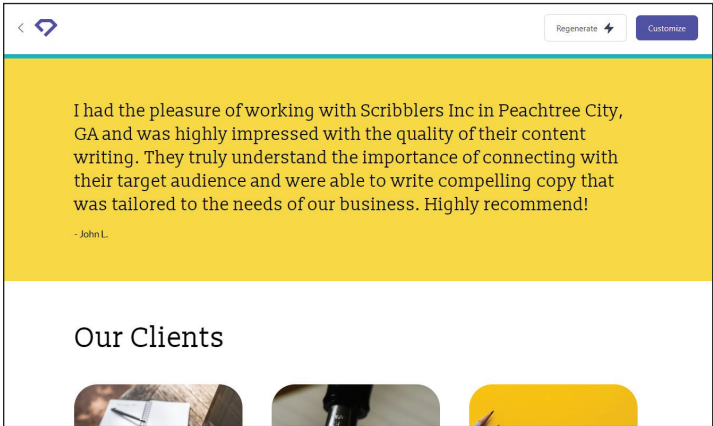 Regenerate
Customize
I had the pleasure of working with Scribblers Inc in Peachtree City,
GA and was highly impressed with the quality of their content
writing. They truly understand the importance of connecting with
their target audience and were able to write compelling copy that
was tailored to the needs of our business. Highly recommend!
- John L.
Our Clients